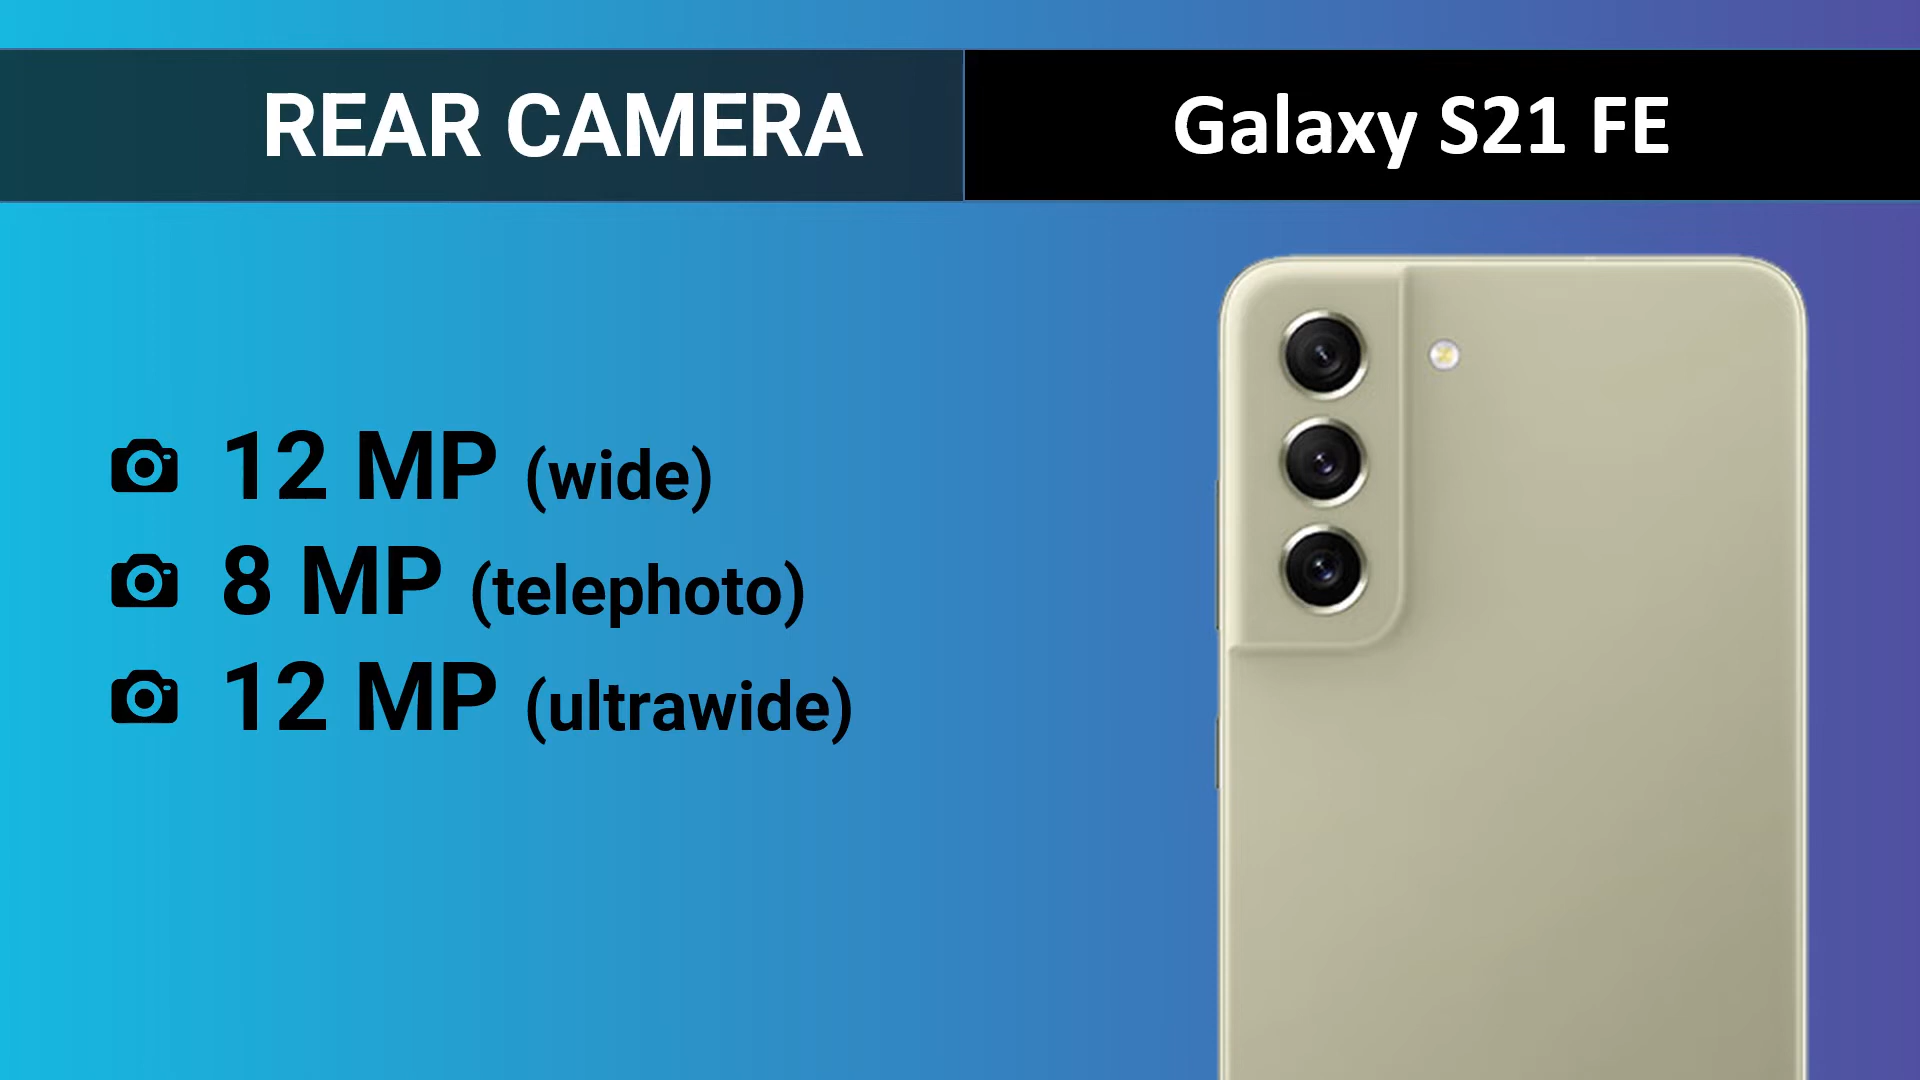 REAR CAMERA
Galaxy S21 FE
12 MP (wide)
8 MP (telephoto)
12 MP (ultrawide)